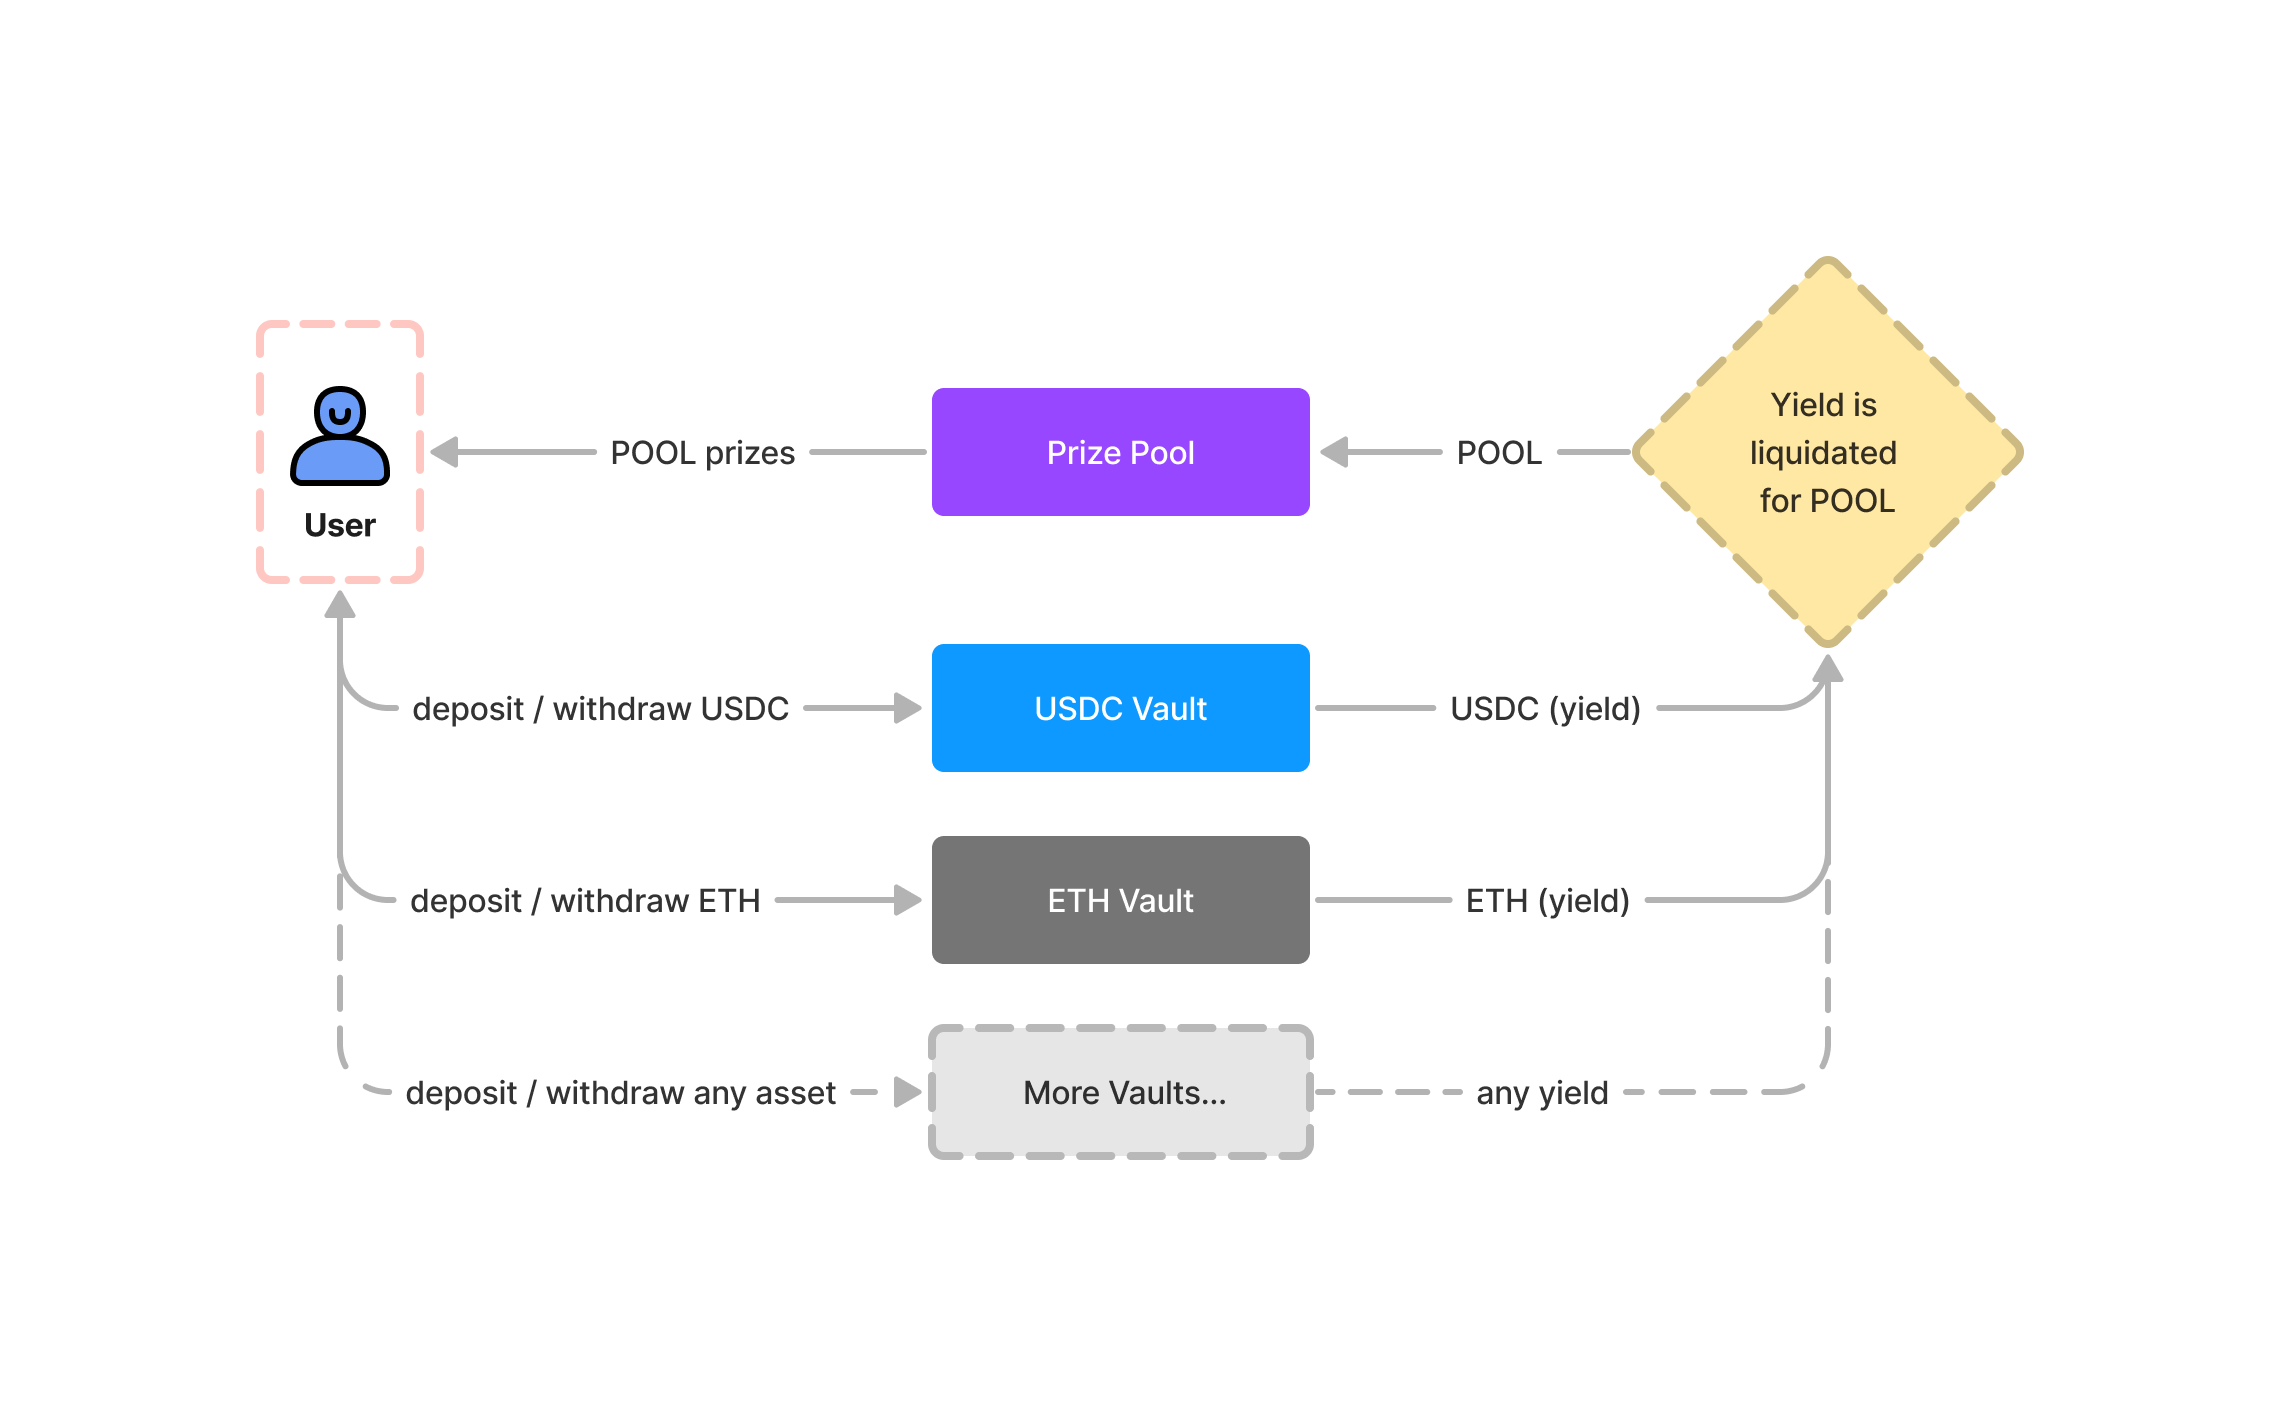 User
POOL prizes
Prize Pool
POOL
Yield is
liquidated
for POOL
deposit / withdraw USDC
USDC Vault
USDC (yield)
deposit / withdraw ETH
ETH Vault
ETH (yield)
deposit / withdraw any asset
More Vaults...
any yield